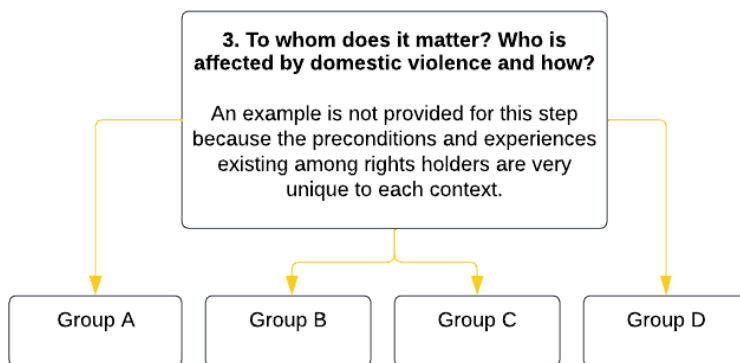 3. To whom does it matter? Who is
affected by domestic violence and how?
An example is not provided for this step
because the preconditions and experiences
existing among rights holders are very
unique to each context.
Group A
Group B
Group C
Group D